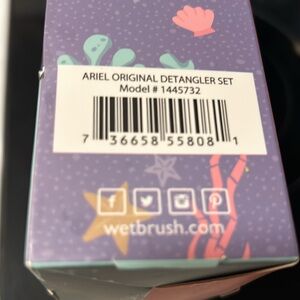 ARIEL ORIGINAL DETANGLER SET
Model # 1445732
7 36658 55808 1
wetbrush.com